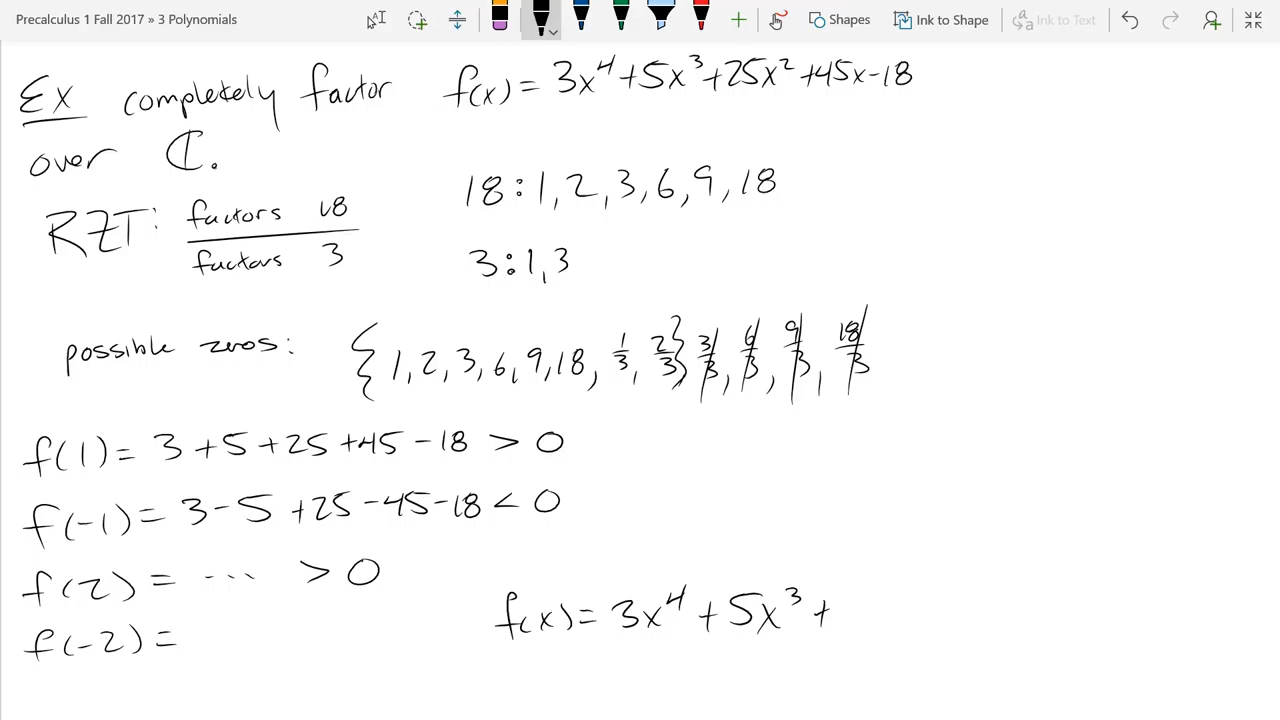 Precalculus 1 Fall 2017 » 3 Polynomials
Shapes
Ink to Shape
Ink to Text
Ex completely factor f(x) = 3x⁴+5x³+25x²+45x-18
over ℂ.
RZT: factors 18 / factors 3
18: 1, 2, 3, 6, 9, 18
3: 1, 3
possible zeros: {1, 2, 3, 6, 9, 18, 1/3, 2/3} 3/3, 6/3, 9/3, 18/3
f(1) = 3 + 5 + 25 + 45 - 18 > 0
f(-1) = 3 - 5 + 25 - 45 - 18 < 0
f(2) = ... > 0
f(-2) =
f(x) = 3x⁴ + 5x³ +